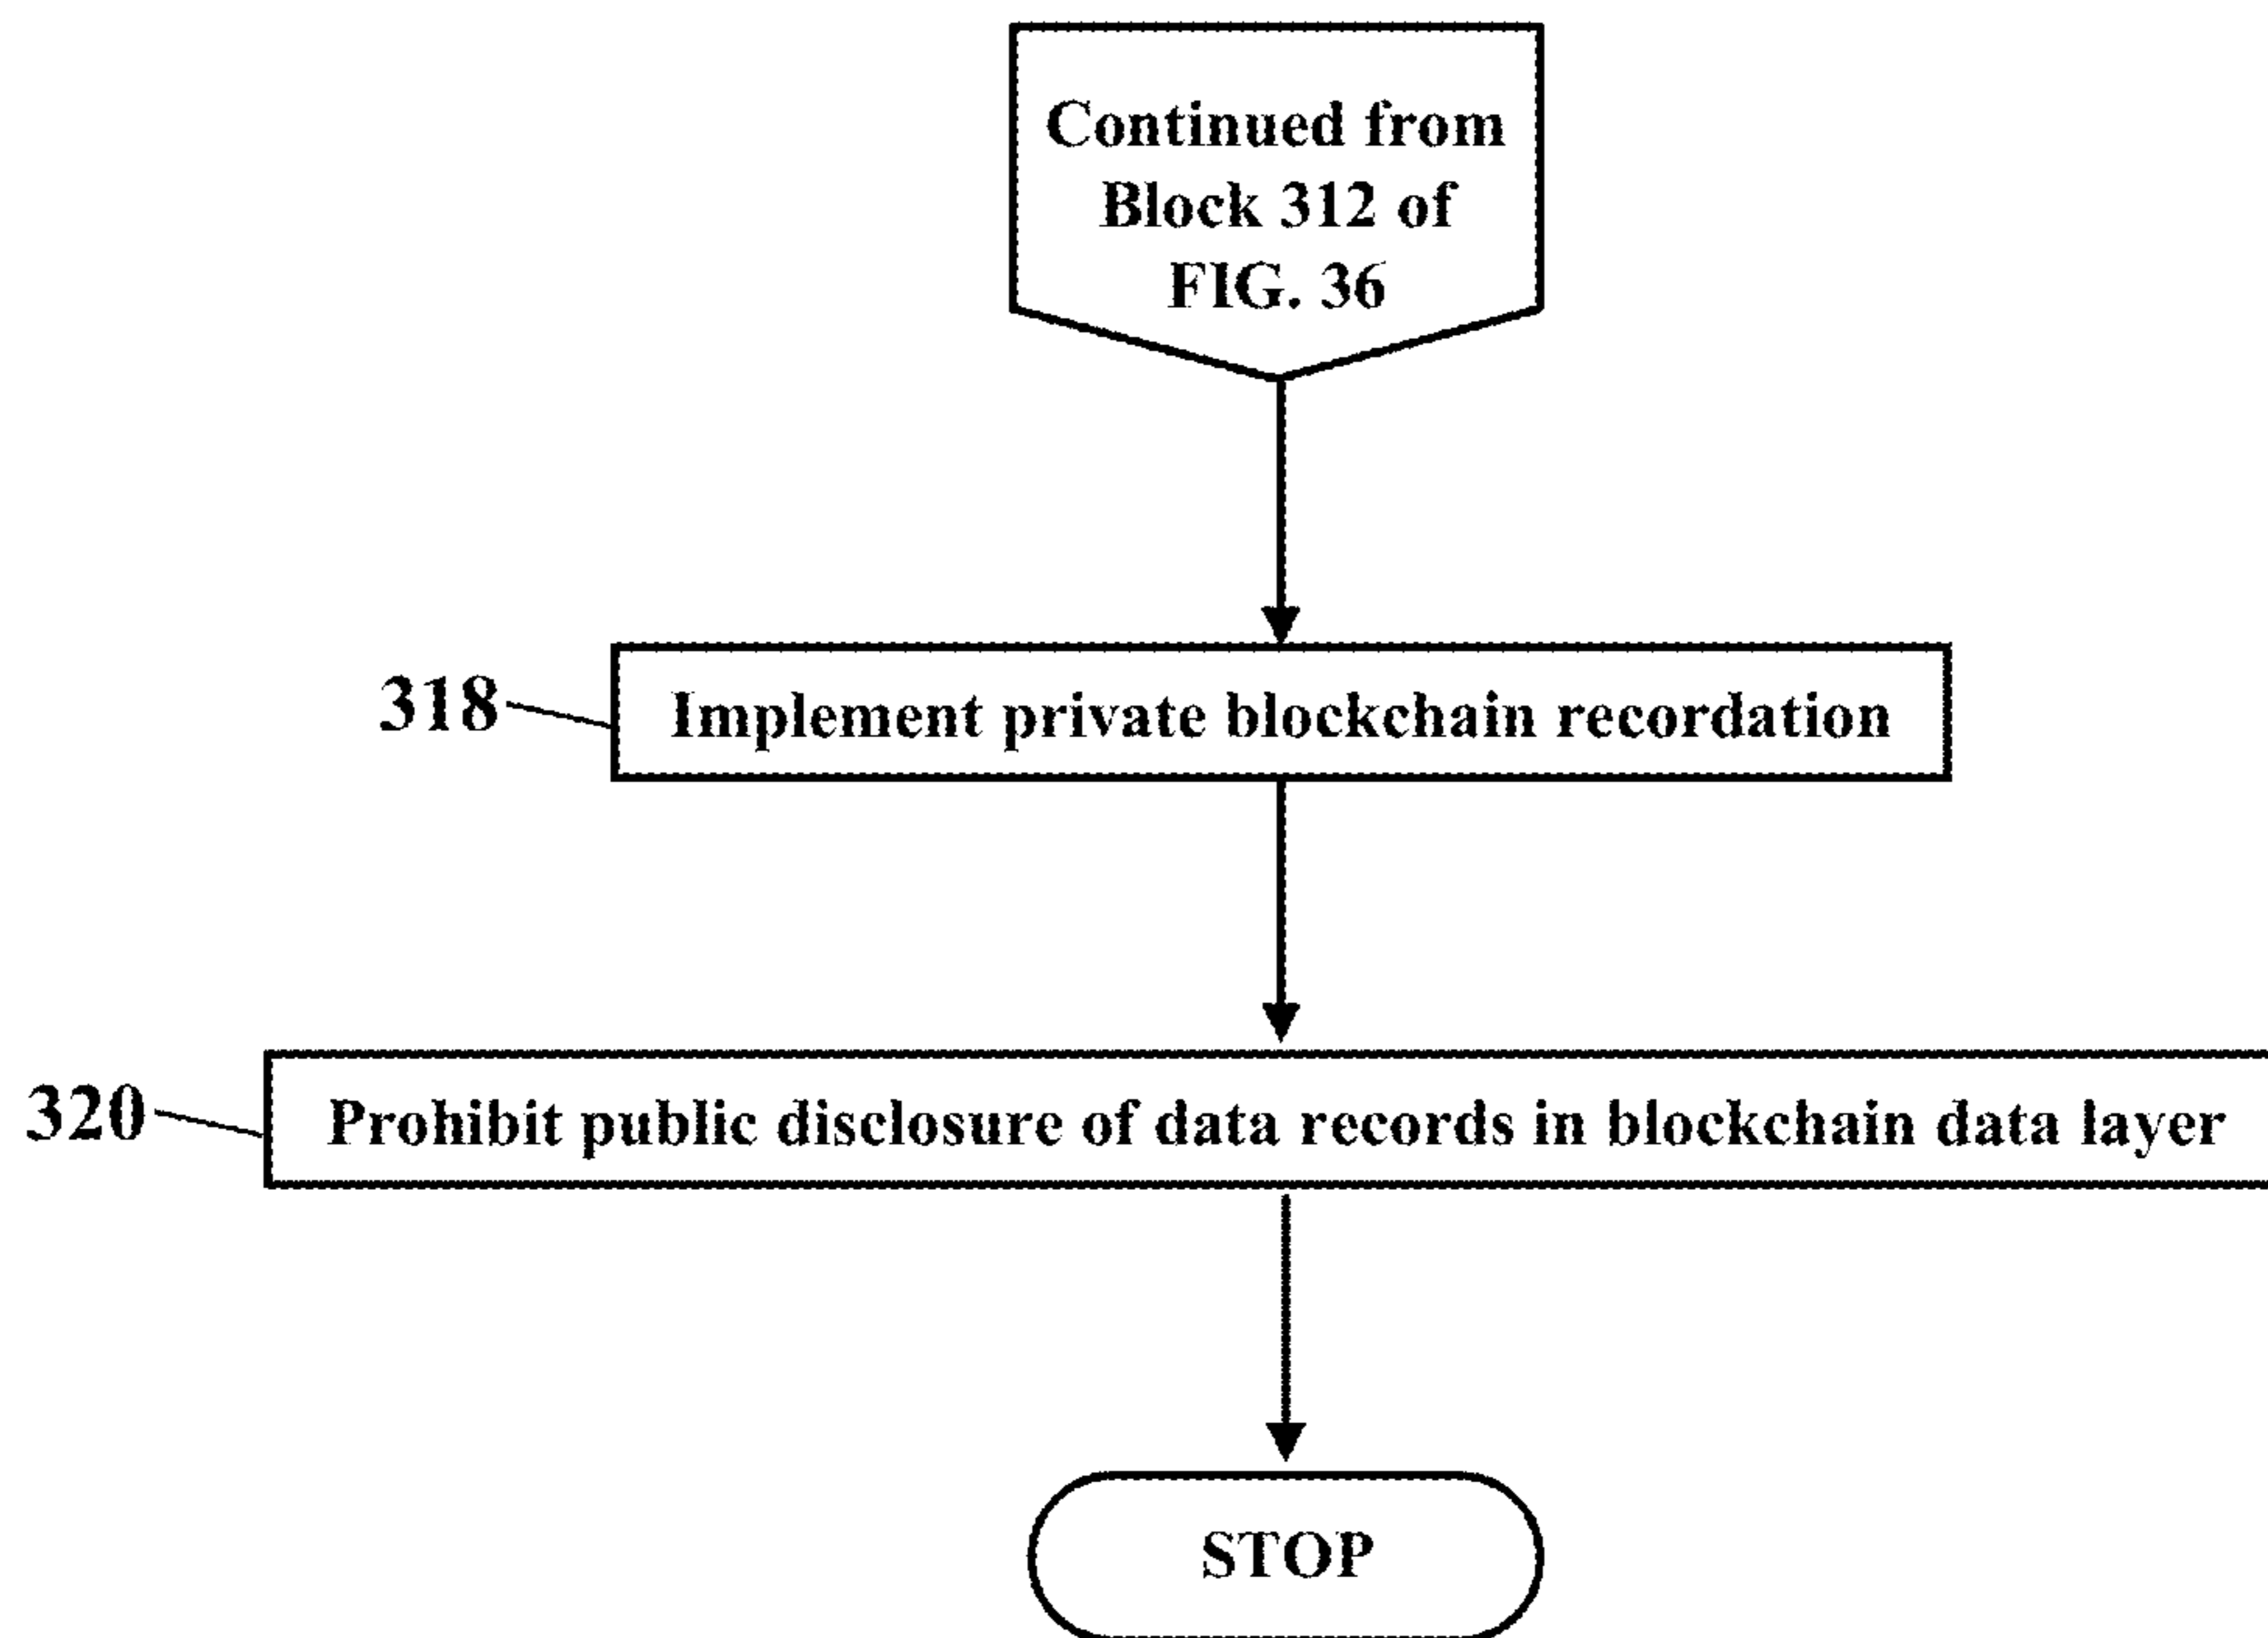 Continued from
Block 312 of
FIG. 36
318
Implement private blockchain recordation
320
Prohibit public disclosure of data records in blockchain data layer
STOP